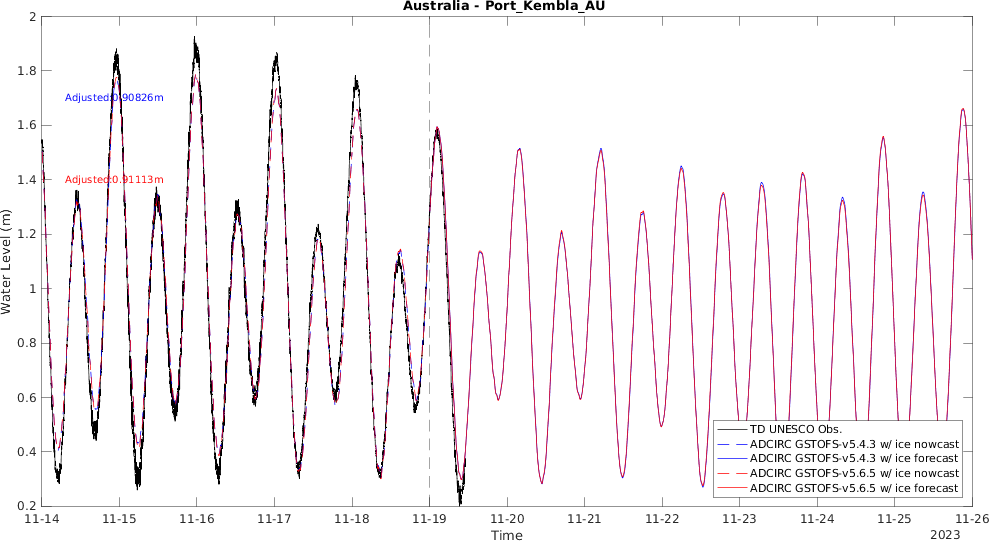 Australia - Port_Kembla_AU
2
1.8
Adjusted:0.90826m
1.6
1.4
Adjusted:0.91113m
1.2
Water Level (m)
1
0.8
0.6
TD UNESCO Obs.
ADCIRC GSTOFS-v5.4.3 w/ ice nowcast
0.4
ADCIRC GSTOFS-v5.4.3 w/ ice forecast
ADCIRC GSTOFS-v5.6.5 w/ ice nowcast
ADCIRC GSTOFS-v5.6.5 w/ ice forecast
0.2
11-14 11-15 11-16 11-17 11-18 11-19 11-20 11-21 11-22 11-23 11-24 11-25 11-26
Time
2023